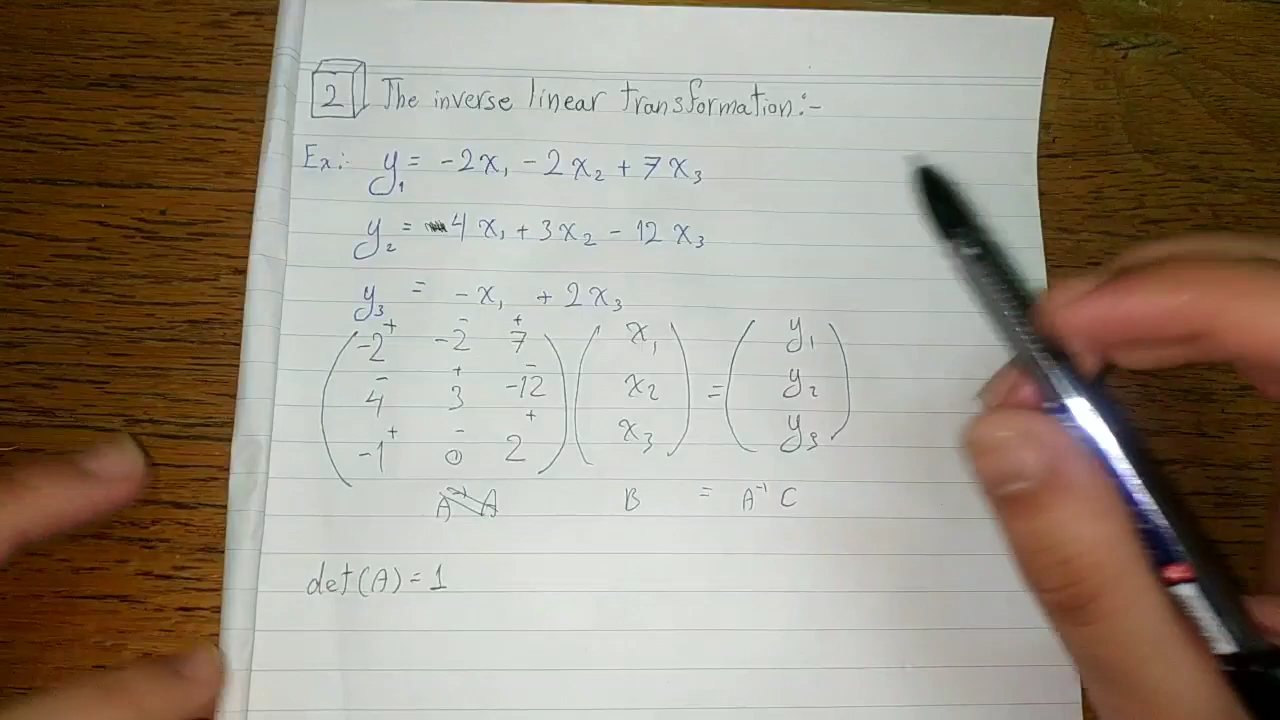 2 The inverse linear transformation:-
Ex:- y₁ = -2x₁ - 2x₂ + 7x₃
y₂ = 4x₁ + 3x₂ - 12x₃
y₃ = -x₁ + 2x₃
+ - +
-2 -2 7 x₁ y₁
- + -
4 3 -12 x₂ = y₂
+ - +
-1 0 2 x₃ y₃
A⁻¹A B = A⁻¹ C
det(A) = 1